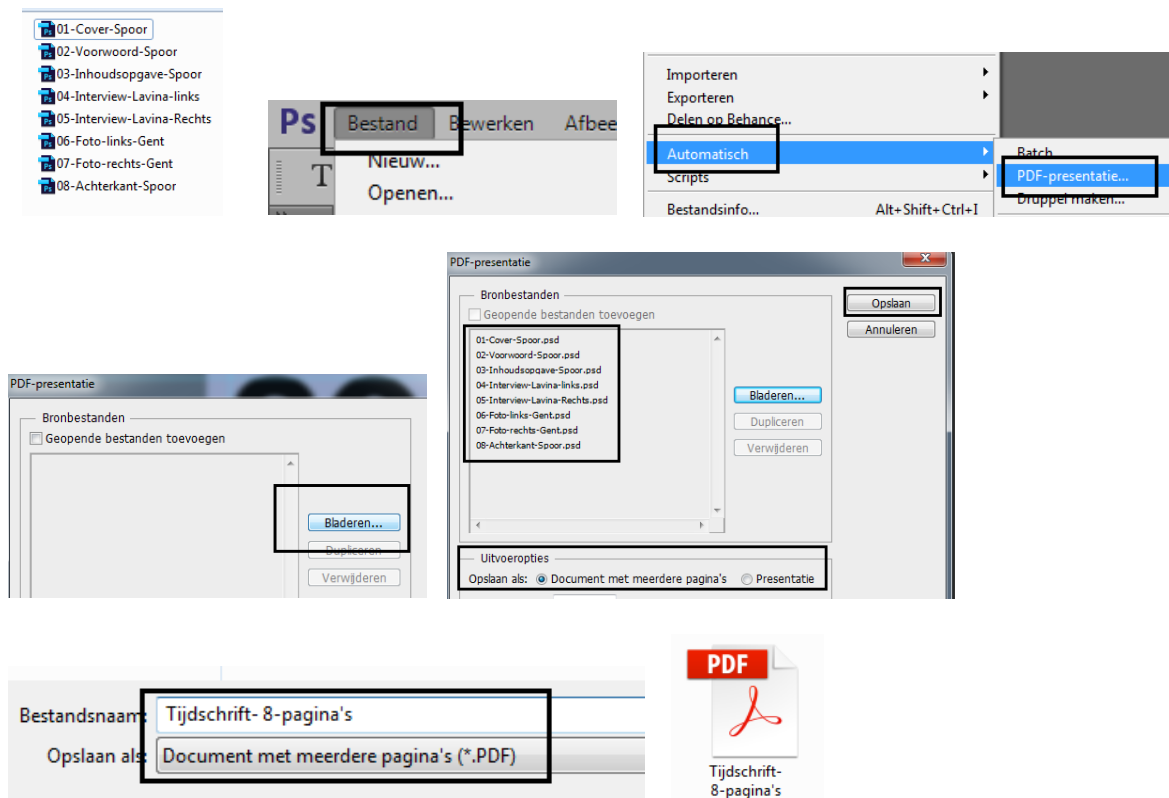 01-Cover-Spoor
02-Voorwoord-Spoor
03-Inhoudsopgave-Spoor
04-Interview-Lavina-links
05-Interview-Lavina-Rechts
06-Foto-links-Gent
07-Foto-rechts-Gent
08-Achterkant-Spoor
Ps Bestand Bewerken Afbee
T
Nieuw...
Openen...
Importeren
Exporteren
Delen op Behance...
Automatisch
Scripts
Bestandsinfo... Alt+Shift+Ctrl+I
Batch
PDF-presentatie...
Druppel maken...
PDF-presentatie
Bronbestanden
Geopende bestanden toevoegen
Bladeren...
Dupliceren
Verwijderen
PDF-presentatie
Bronbestanden
Geopende bestanden toevoegen
01-Cover-Spoor.psd
02-Voorwoord-Spoor.psd
03-Inhoudsopgave-Spoor.psd
04-Interview-Lavina-links.psd
05-Interview-Lavina-Rechts.psd
06-Foto-links-Gent.psd
07-Foto-rechts-Gent.psd
08-Achterkant-Spoor.psd
Opslaan
Annuleren
Bladeren...
Dupliceren
Verwijderen
Uitvoeropties
Opslaan als: Document met meerdere pagina's Presentatie
Bestandsnaam: Tijdschrift- 8-pagina's
Opslaan als: Document met meerdere pagina's (*.PDF)
PDF
Tijdschrift-
8-pagina's